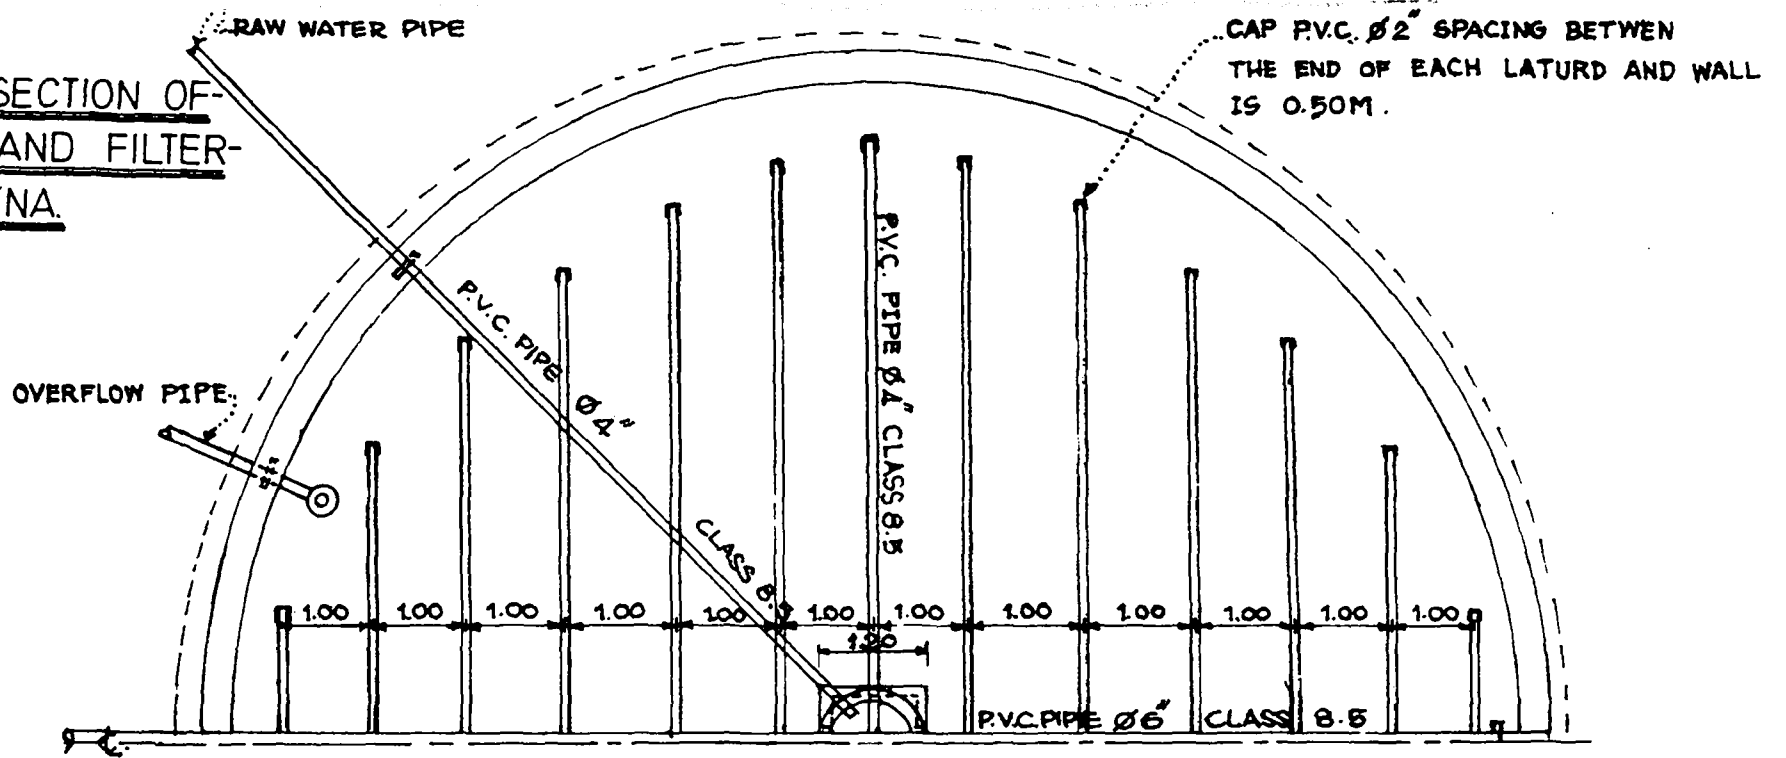 RAW WATER PIPE
SECTION OF-
AND FILTER-
NA.
CAP P.V.C. Ø2" SPACING BETWEN
THE END OF EACH LATURD AND WALL
IS 0.50M.
P.V.C. PIPE Ø4" CLASS 8.5
P.V.C. PIPE Ø4" CLASS 8.5
OVERFLOW PIPE
1.00 1.00 1.00 1.00 1.00 1.00 1.00 1.00 1.00 1.00 1.00 1.00
1.20
P.V.C. PIPE Ø6" CLASS 8.5